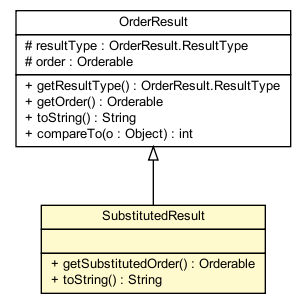 OrderResult
# resultType : OrderResult.ResultType
# order : Orderable
+ getResultType() : OrderResult.ResultType
+ getOrder() : Orderable
+ toString() : String
+ compareTo(o : Object) : int
SubstitutedResult
+ getSubstitutedOrder() : Orderable
+ toString() : String